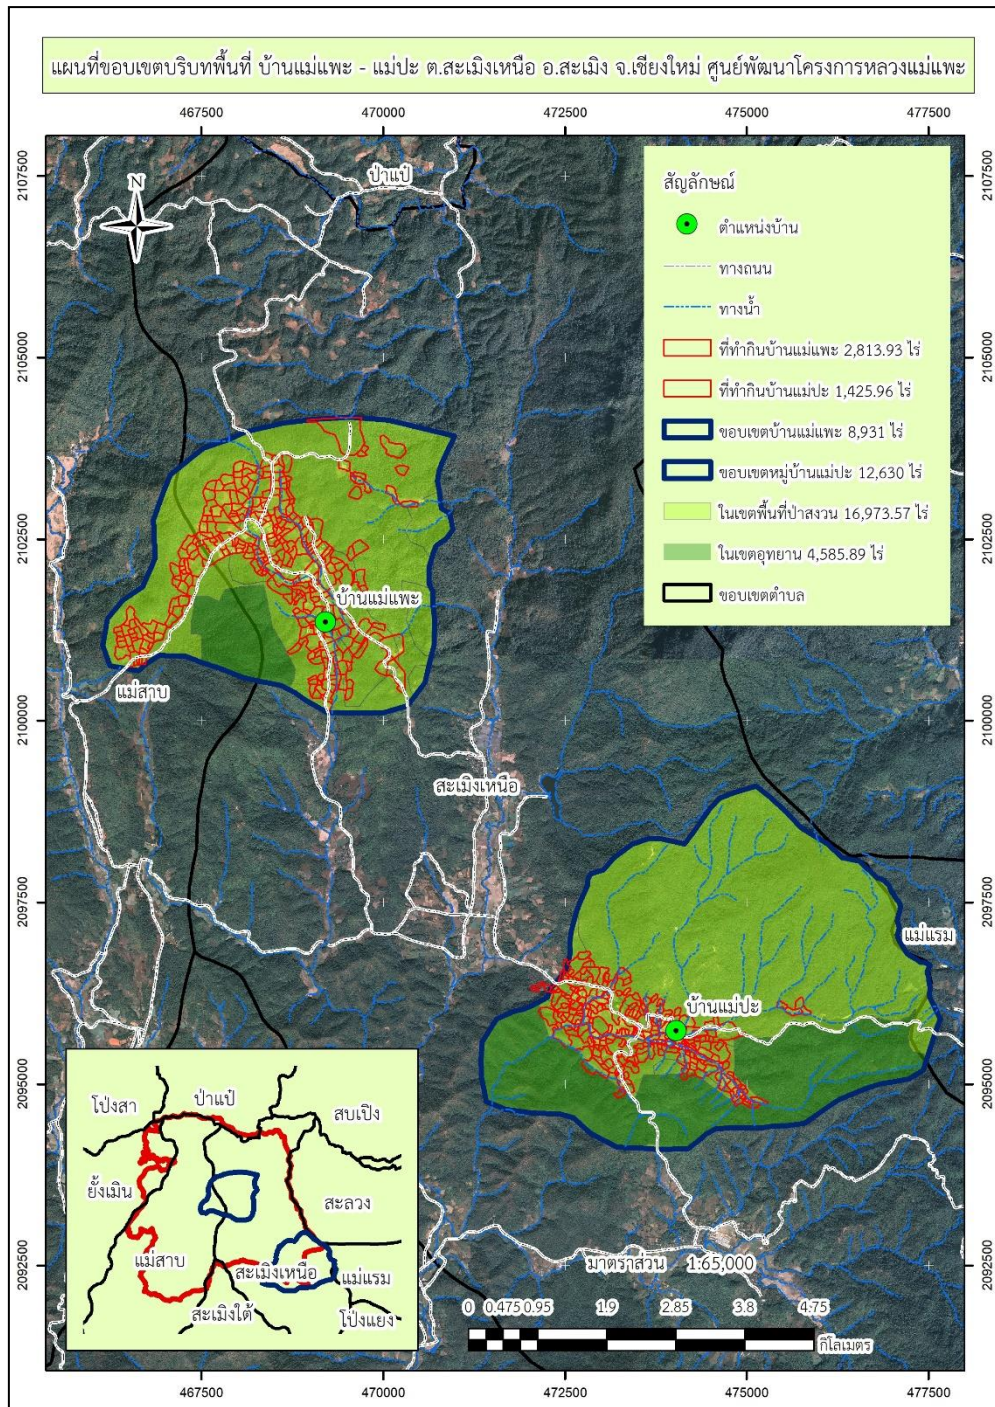 แผนที่ขอบเขตบริบทพื้นที่ บ้านแม่แพะ - แม่ปะ ต.สะเมิงเหนือ อ.สะเมิง จ.เชียงใหม่ ศูนย์พัฒนาโครงการหลวงแม่แพะ
467500 470000 472500 475000 477500
2107500
2105000
2102500
2100000
2097500
2095000
2092500
2107500
2105000
2102500
2100000
2097500
2095000
2092500
N
ป่าแป๋
สัญลักษณ์
ตำแหน่งบ้าน
ทางถนน
ทางน้ำ
ที่ทำกินบ้านแม่แพะ 2,813.93 ไร่
ที่ทำกินบ้านแม่ปะ 1,425.96 ไร่
ขอบเขตบ้านแม่แพะ 8,931 ไร่
ขอบเขตหมู่บ้านแม่ปะ 12,630 ไร่
ในเขตพื้นที่ป่าสงวน 16,973.57 ไร่
ในเขตอุทยาน 4,585.89 ไร่
ขอบเขตตำบล
บ้านแม่แพะ
แม่สาบ
สะเมิงเหนือ
แม่แรม
บ้านแม่ปะ
โป่งสา
ป่าแป๋
สบเปิง
ยั้งเมิน
สะลวง
แม่สาบ
สะเมิงเหนือ
แม่แรม
สะเมิงใต้
โป่งแยง
มาตราส่วน 1:65,000
0 0.475 0.95 1.9 2.85 3.8 4.75
กิโลเมตร
467500 470000 472500 475000 477500